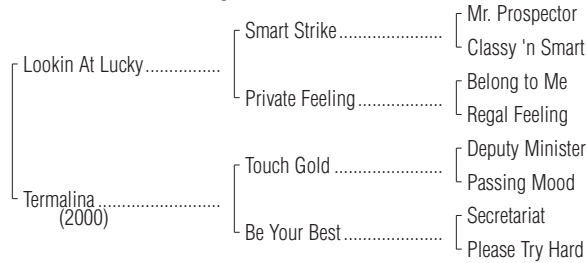 Mr. Prospector
Smart Strike....................
Classy 'n Smart
Lookin At Lucky...............
Belong to Me
Private Feeling................
Regal Feeling
Deputy Minister
Touch Gold.....................
Passing Mood
Termalina........................
(2000)
Secretariat
Be Your Best...................
Please Try Hard